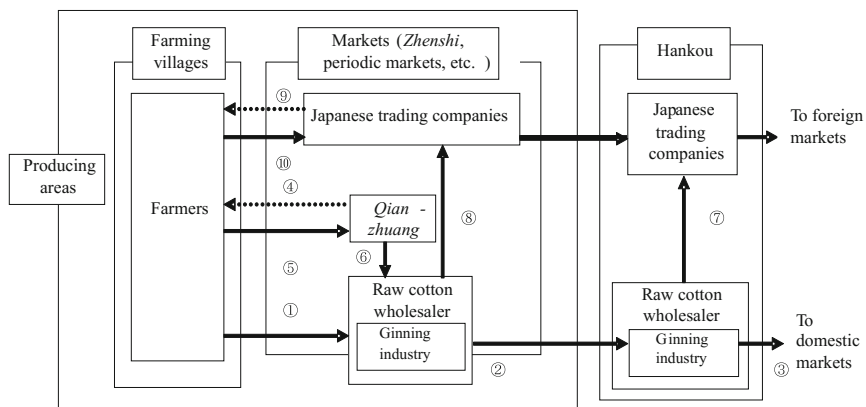 Farming
villages
Markets (Zhenshi,
periodic markets, etc. )
Hankou
⑨
Japanese trading companies
Japanese
trading
companies
To foreign
markets
⑩
Producing
areas
④
Farmers
Qian -
zhuang
⑧
⑦
⑥
⑤
Raw cotton
wholesaler
①
Ginning
industry
②
Raw cotton
wholesaler
Ginning
industry
To
domestic
markets
③